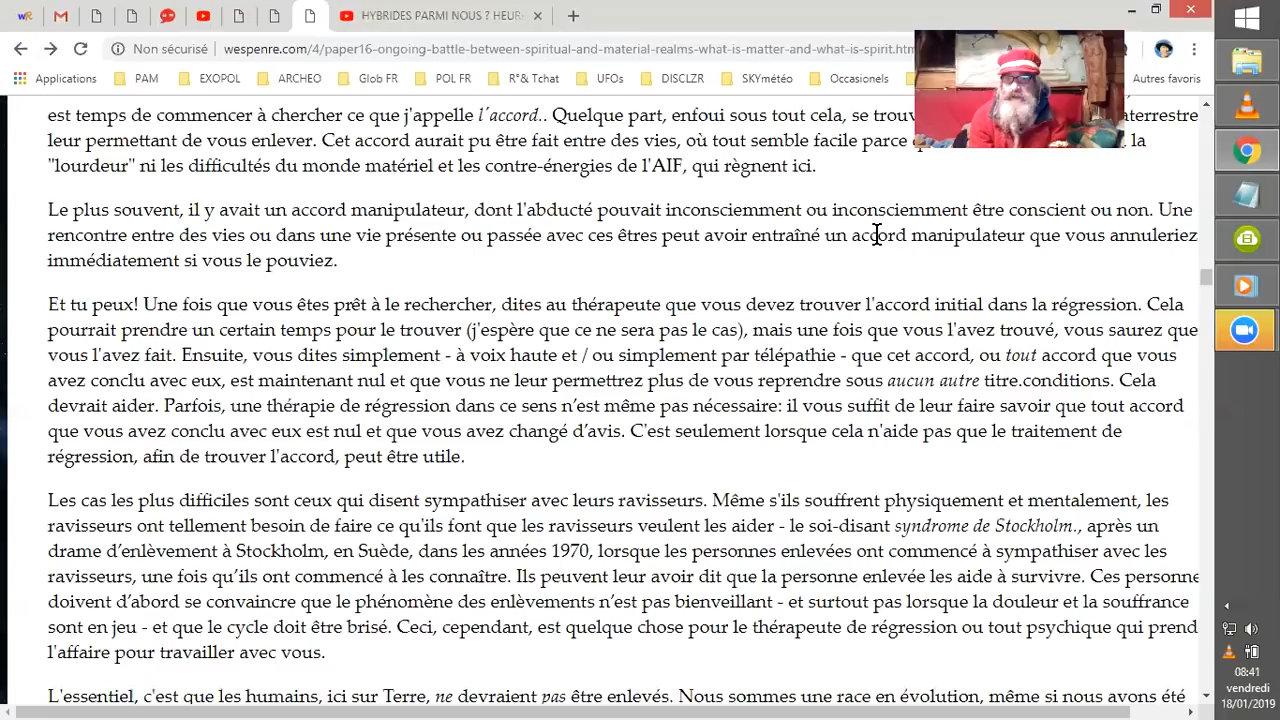 HYBRIDES PARMI NOUS ? HEUR
Non sécurisé wespenre.com/4/paper16-ongoing-battle-between-spiritual-and-material-realms-what-is-matter-and-what-is-spirit.htm
Applications PAM EXOPOL ARCHEO Glob FR POL FR R"& Tchat UFOs DISCLZR SKYmétéo Occasionels Autres favoris
est temps de commencer à chercher ce que j'appelle l´accord.. Quelque part, enfoui sous tout cela, se trouv aterrestre
leur permettant de vous enlever. Cet accord aurait pu être fait entre des vies, où tout semble facile parce la
"lourdeur" ni les difficultés du monde matériel et les contre-energies de l'AIF, qui règnent ici.
Le plus souvent, il y avait un accord manipulateur, dont l'abducté pouvait inconsciemment ou inconsciemment être conscient ou non. Une
rencontre entre des vies ou dans une vie présente ou passée avec ces êtres peut avoir entraîné un accord manipulateur que vous annuleriez
immédiatement si vous le pouviez.
Et tu peux! Une fois que vous êtes prêt à le rechercher, dites au thérapeute que vous devez trouver l'accord initial dans la régression. Cela
pourrait prendre un certain temps pour le trouver (j'espère que ce ne sera pas le cas), mais une fois que vous l'avez trouvé, vous saurez que
vous l'avez fait. Ensuite, vous dites simplement - à voix haute et / ou simplement par télépathie - que cet accord, ou tout accord que vous
avez conclu avec eux, est maintenant nul et que vous ne leur permettrez plus de vous reprendre sous aucun autre titre.conditions. Cela
devrait aider. Parfois, une thérapie de régression dans ce sens n’est même pas nécessaire: il vous suffit de leur faire savoir que tout accord
que vous avez conclu avec eux est nul et que vous avez changé d’avis. C'est seulement lorsque cela n'aide pas que le traitement de
régression, afin de trouver l'accord, peut être utile.
Les cas les plus difficiles sont ceux qui disent sympathiser avec leurs ravisseurs. Même s'ils souffrent physiquement et mentalement, les
ravisseurs ont tellement besoin de faire ce qu'ils font que les ravisseurs veulent les aider - le soi-disant syndrome de Stockholm., après un
drame d’enlèvement à Stockholm, en Suède, dans les années 1970, lorsque les personnes enlevées ont commencé à sympathiser avec les
ravisseurs, une fois qu’ils ont commencé à les connaître. Ils peuvent leur avoir dit que la personne enlevée les aide à survivre. Ces personne
doivent d’abord se convaincre que le phénomène des enlèvements n’est pas bienveillant - et surtout pas lorsque la douleur et la souffrance
sont en jeu - et que le cycle doit être brisé. Ceci, cependant, est quelque chose pour le thérapeute de régression ou tout psychique qui prend
l'affaire pour travailler avec vous.
L'essentiel, c'est que les humains, ici sur Terre, ne devraient pas être enlevés. Nous sommes une race en évolution, même si nous avons été
08:41
vendredi
18/01/2019